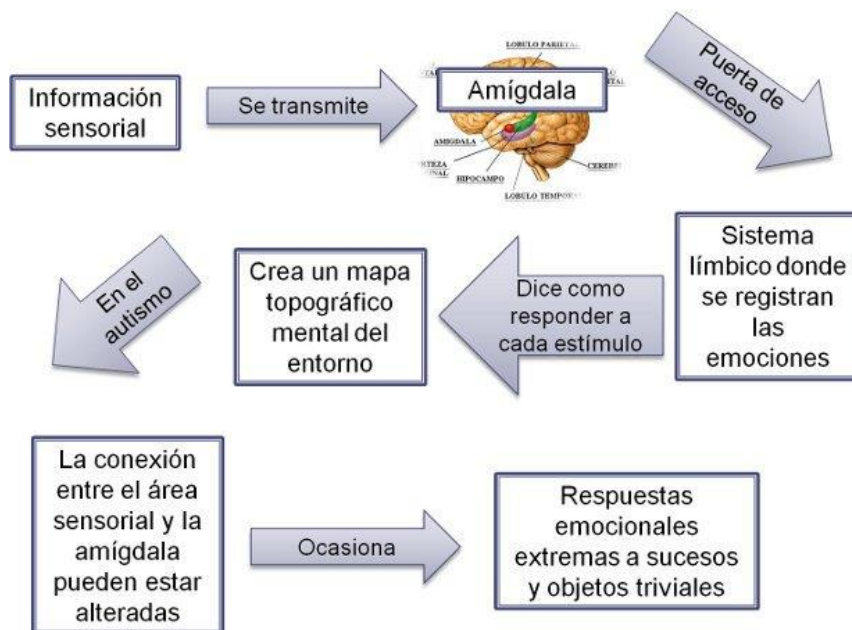 Información
sensorial
Se transmite
LOBULO PARIETAL
Amígdala
AMIGDALA
HIPOCAMPO
LOBULO TEMPOR
CEREB
Puerta de
acceso
Sistema
límbico donde
se registran
las
emociones
Dice como
responder a
cada estímulo
Crea un mapa
topográfico
mental del
entorno
En el
autismo
La conexión
entre el área
sensorial y la
amígdala
pueden estar
alteradas
Ocasiona
Respuestas
emocionales
extremas a sucesos
y objetos triviales